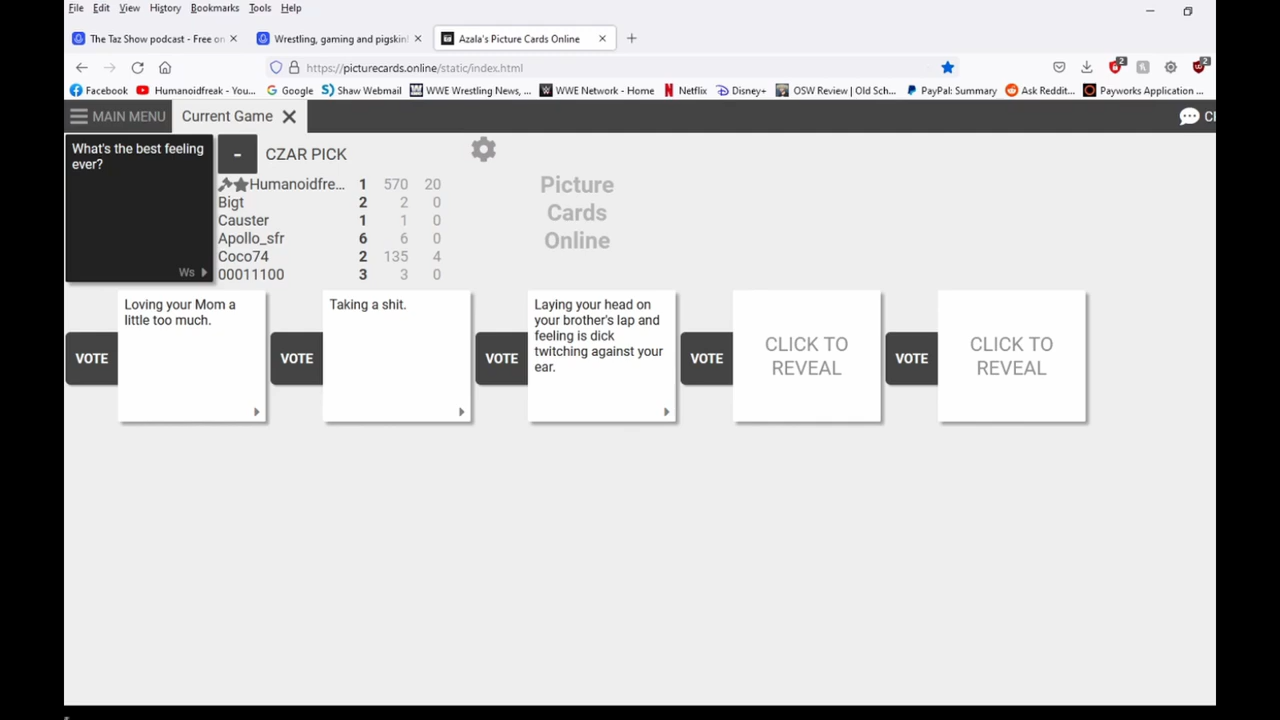 File Edit View History Bookmarks Tools Help
The Taz Show podcast - Free on
Wrestling, gaming and pigskin!
Azala's Picture Cards Online
https://picturecards.online/static/index.html
2
2
Facebook
Humanoidfreak - You...
Google
Shaw Webmail
WWE Wrestling News, ...
WWE Network - Home
Netflix
Disney+
OSW Review | Old Sch...
PayPal: Summary
Ask Reddit...
Payworks Application ...
MAIN MENU
Current Game
What's the best feeling
ever?
Ws
-
CZAR PICK
Humanoidfre... 1 570 20
Bigt 2 2 0
Causter 1 1 0
Apollo_sfr 6 6 0
Coco74 2 135 4
00011100 3 3 0
Picture
Cards
Online
VOTE
Loving your Mom a
little too much.
VOTE
Taking a shit.
VOTE
Laying your head on
your brother's lap and
feeling is dick
twitching against your
ear.
VOTE
CLICK TO
REVEAL
VOTE
CLICK TO
REVEAL